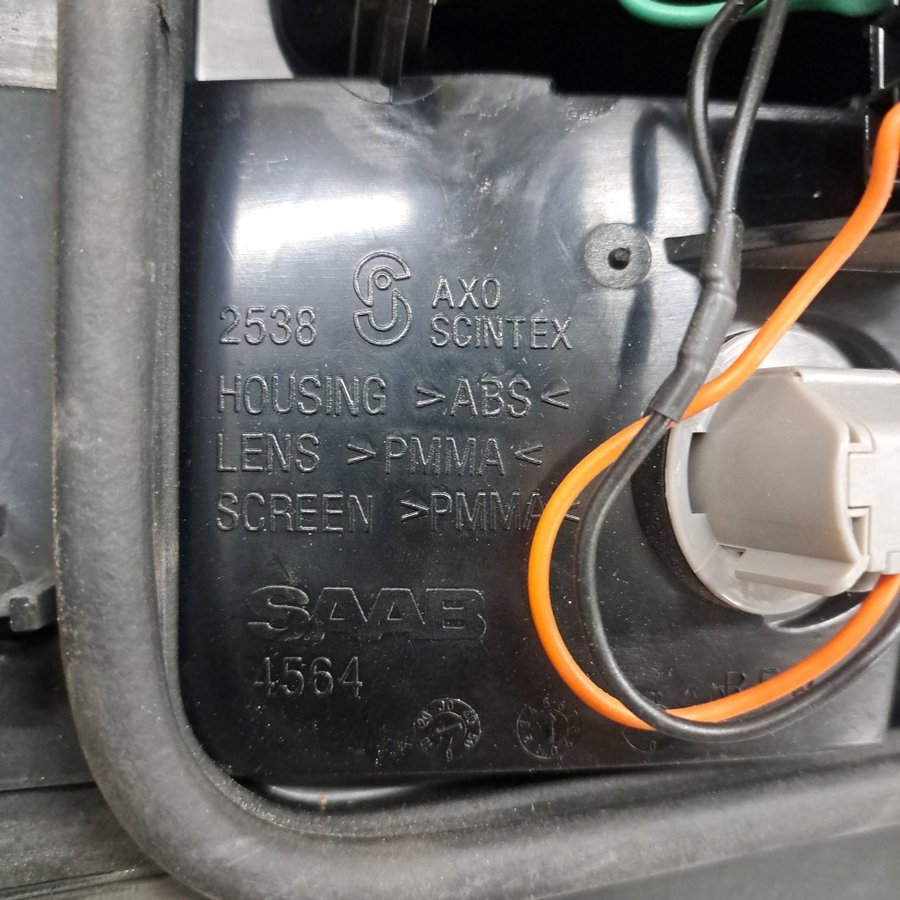 2538 AXO
SCINTEX
HOUSING >ABS<
LENS >PMMA<
SCREEN >PMMA<
SAAB
4564